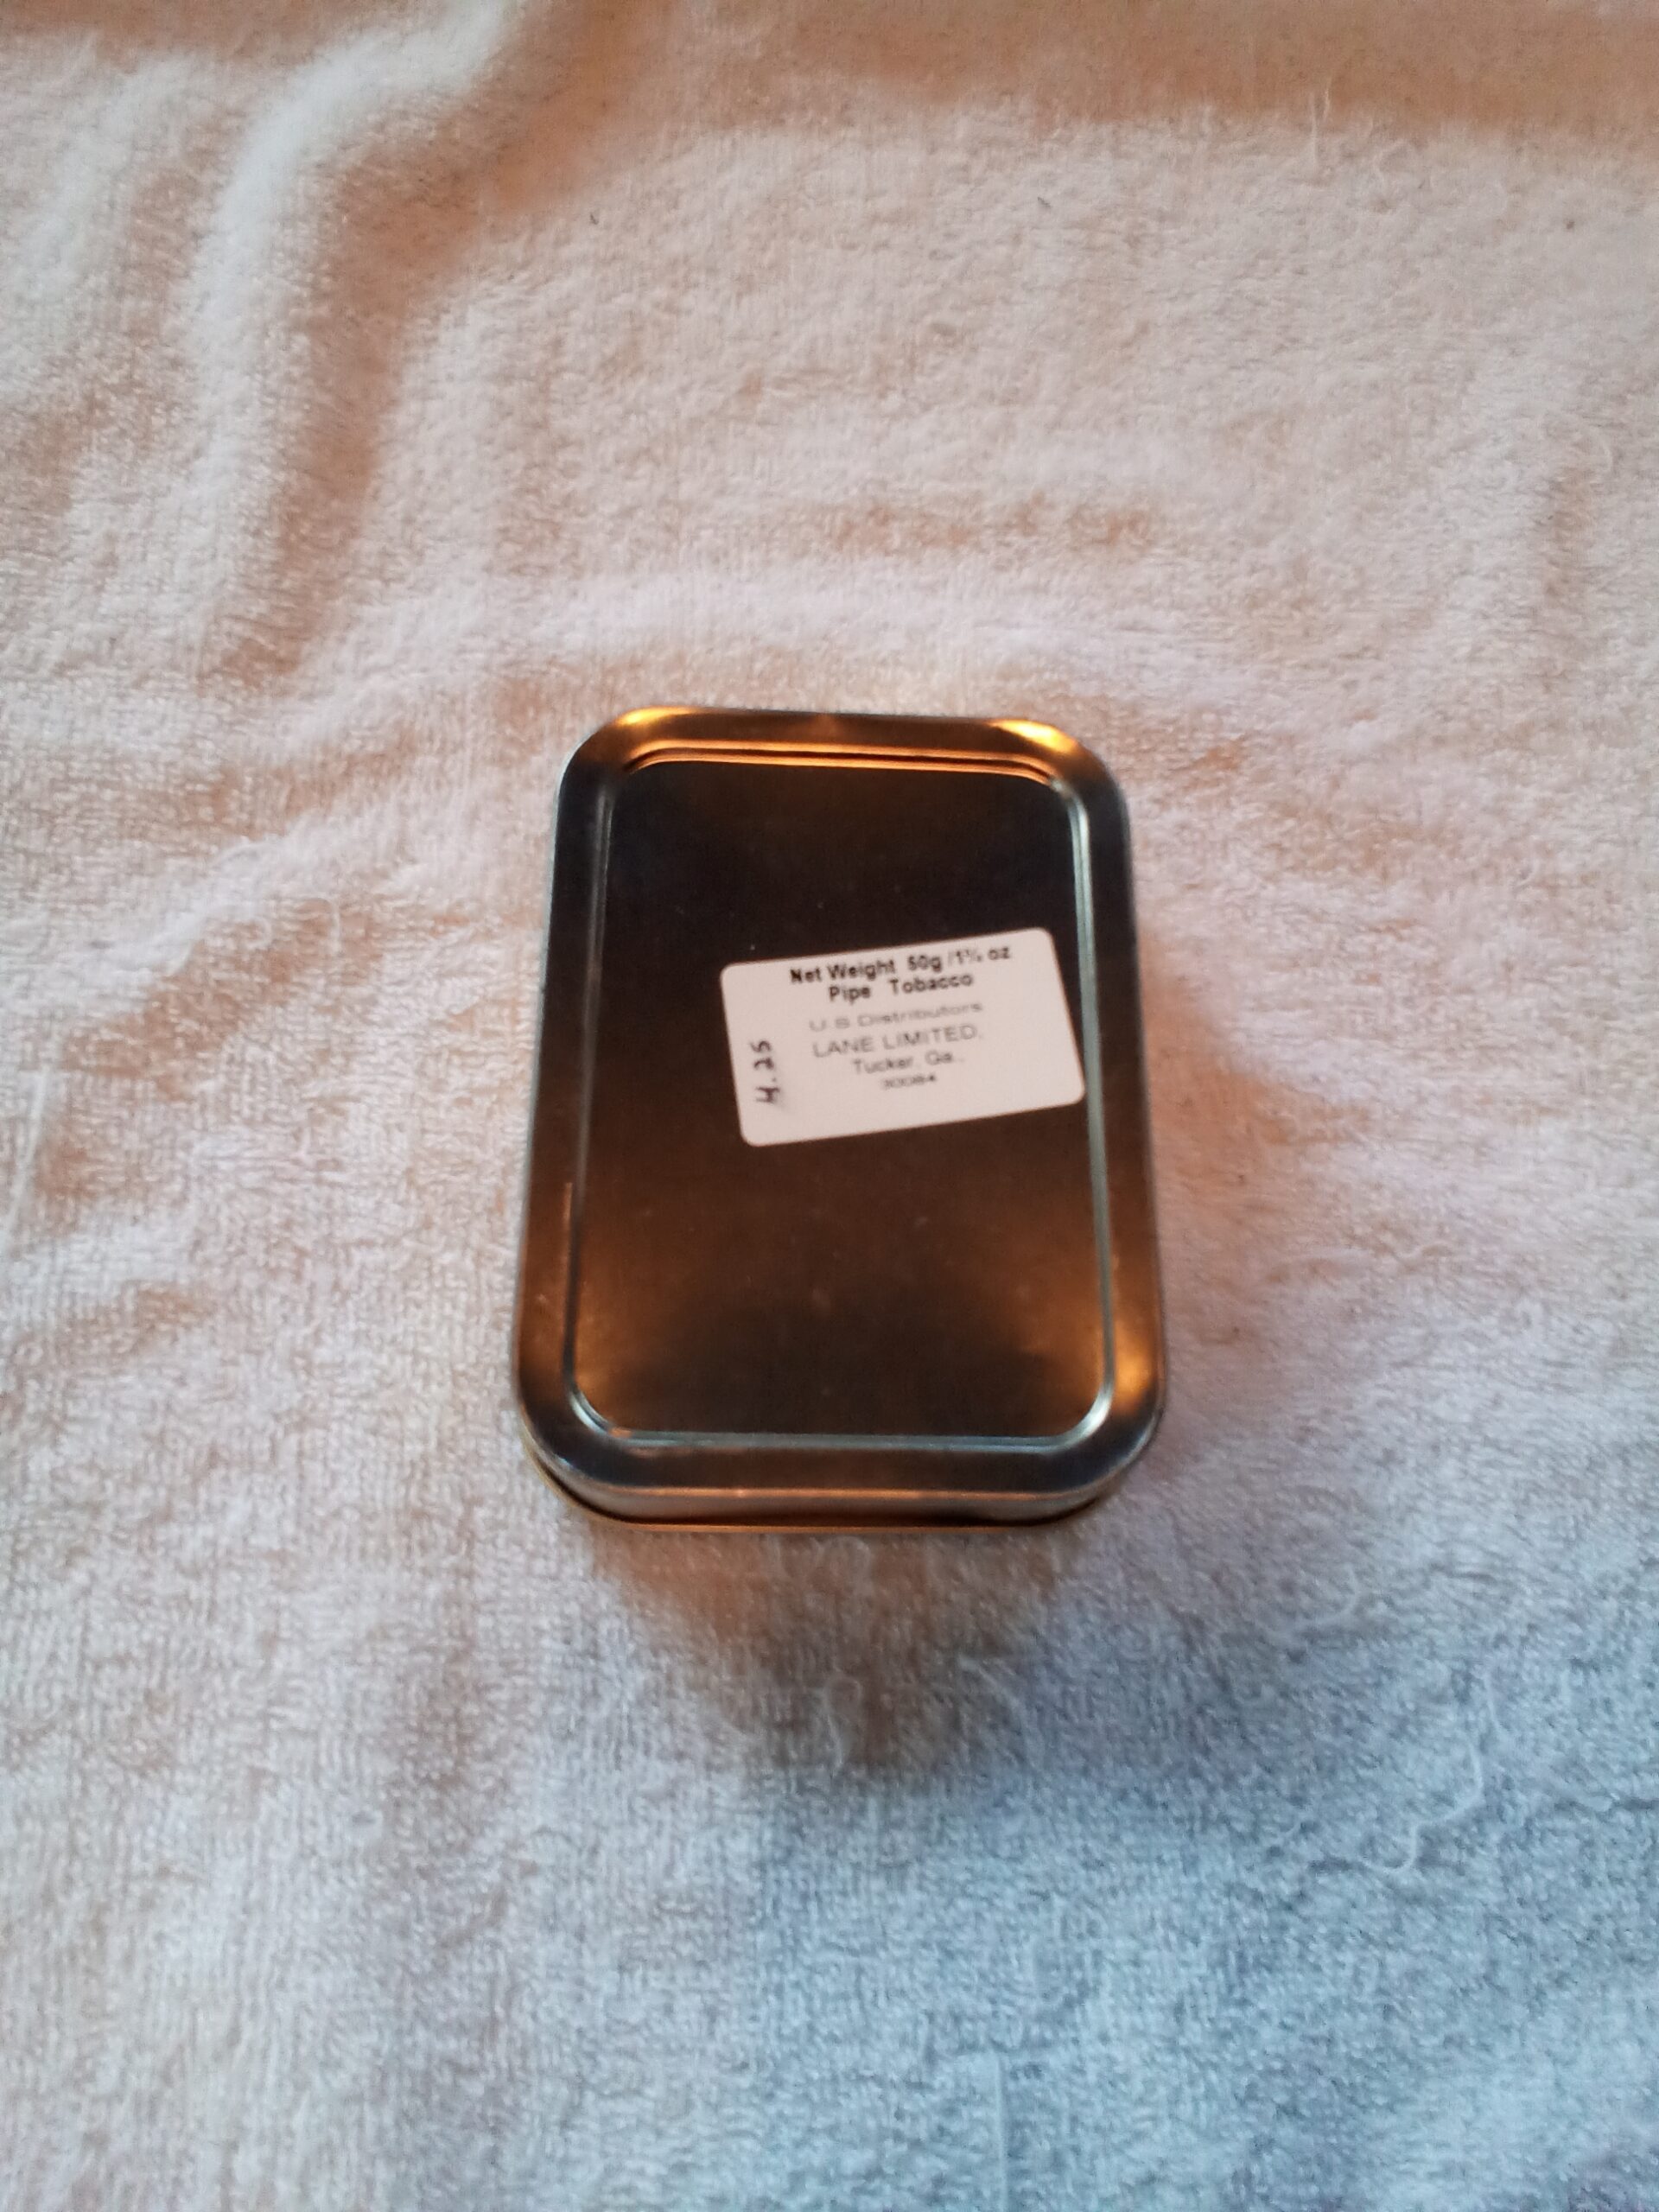 Net Weight 50g /1¾ oz
Pipe Tobacco
U.S Distributors
LANE LIMITED,
Tucker, Ga.,
30084
4.25